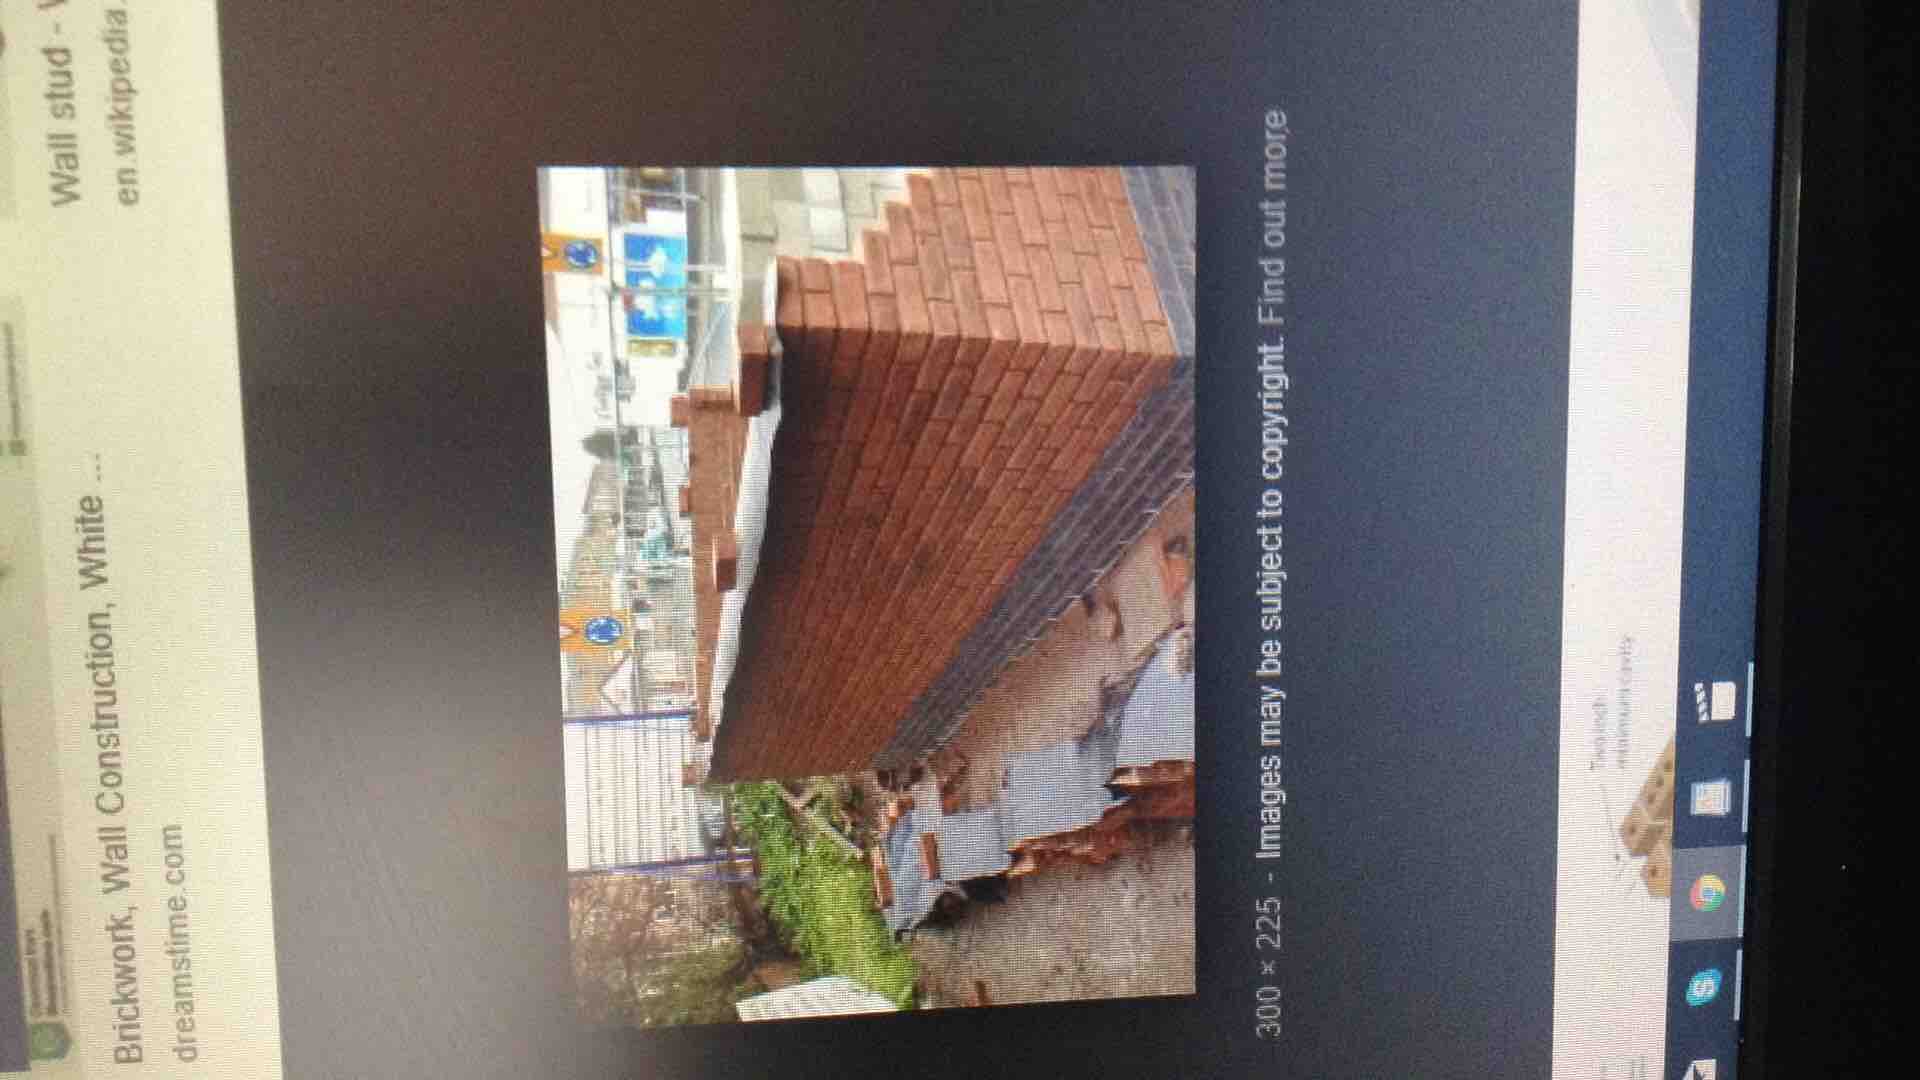 Brickwork, Wall Construction, White ...
dreamstime.com
Wall stud -
en.wikipedia.
300 × 225 - Images may be subject to copyright. Find out more
Two inch
minimum cavity